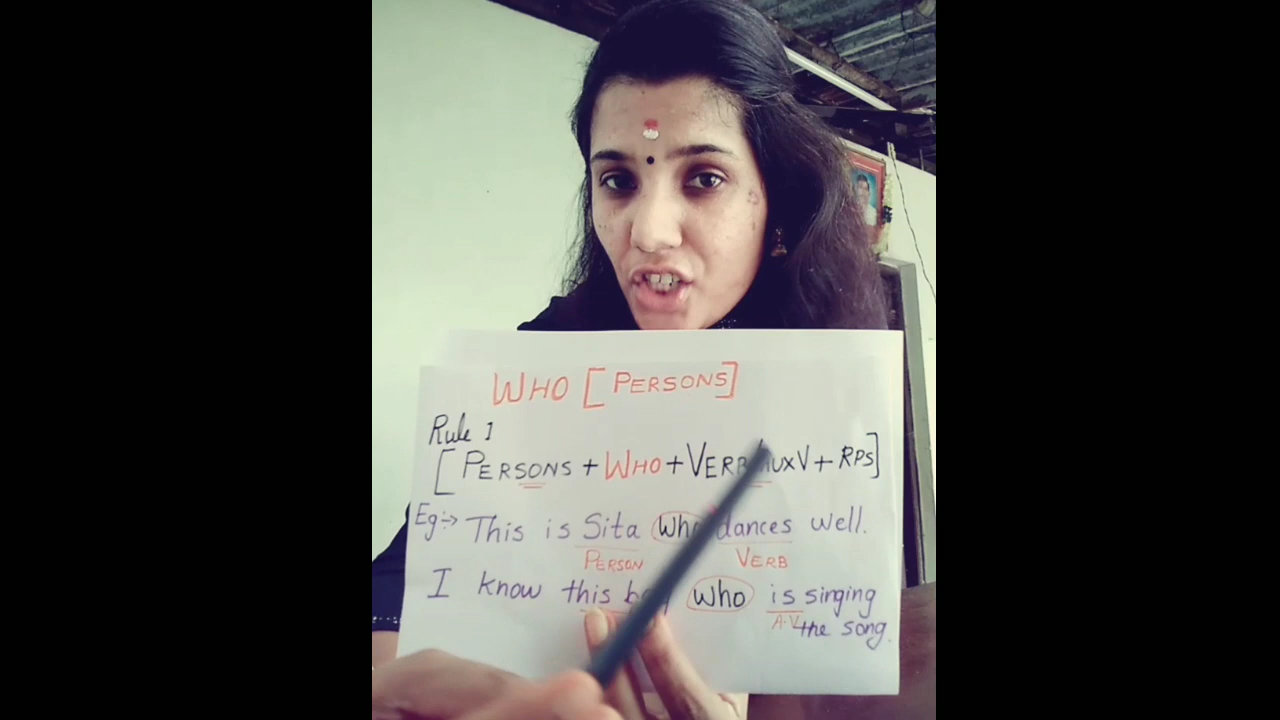 WHO [PERSONS]
Rule 1
[PERSONS + WHO + VERB AUXV + RPS]
Eg:-> This is Sita who dances well.
PERSON VERB
I know this boy who is singing
A.V the song.